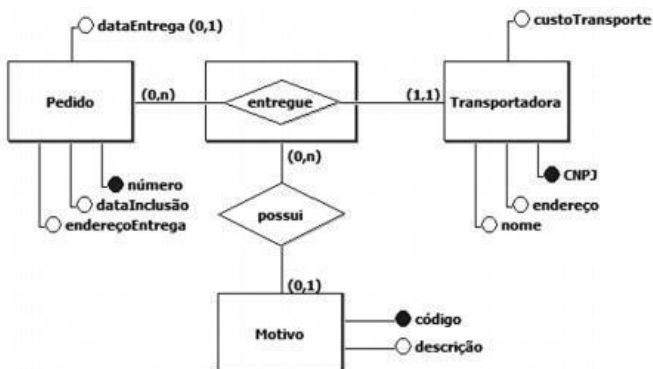 dataEntrega (0,1)
custoTransporte
Pedido
(0,n)
entregue
(1,1)
Transportadora
número
dataInclusão
endereçoEntrega
(0,n)
CNPJ
endereço
nome
possui
(0,1)
Motivo
código
descrição